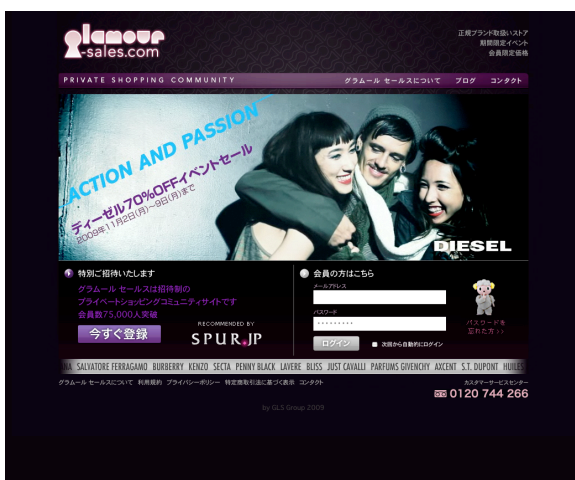 glamour
-sales.com
正規ブランド取扱いストア
期間限定イベント
会員限定価格
PRIVATE SHOPPING COMMUNITY
グラムール セールスについて ブログ コンタクト
ACTION AND PASSION
ディーゼル70%OFFイベントセール
2009年11月2日(月)~9日(月)まで
DIESEL
特別ご招待いたします
グラムール セールスは招待制の
プライベートショッピングコミュニティサイトです
会員数75,000人突破
今すぐ登録
RECOMMENDED BY
SPUR.JP
会員の方はこちら
メールアドレス
パスワード
ログイン
次回から自動的にログイン
パスワードを
忘れた方>>
NA SALVATORE FERRAGAMO BURBERRY KENZO SECTA PENNY BLACK LAVERE BLISS JUST CAVALLI PARFUMS GIVENCHY AXCENT S.T. DUPONT HUILES
グラムール セールスについて 利用規約 プライバシーポリシー 特定商取引法に基づく表示 コンタクト
カスタマーサービスセンター
0120 744 266
by GLS Group 2009